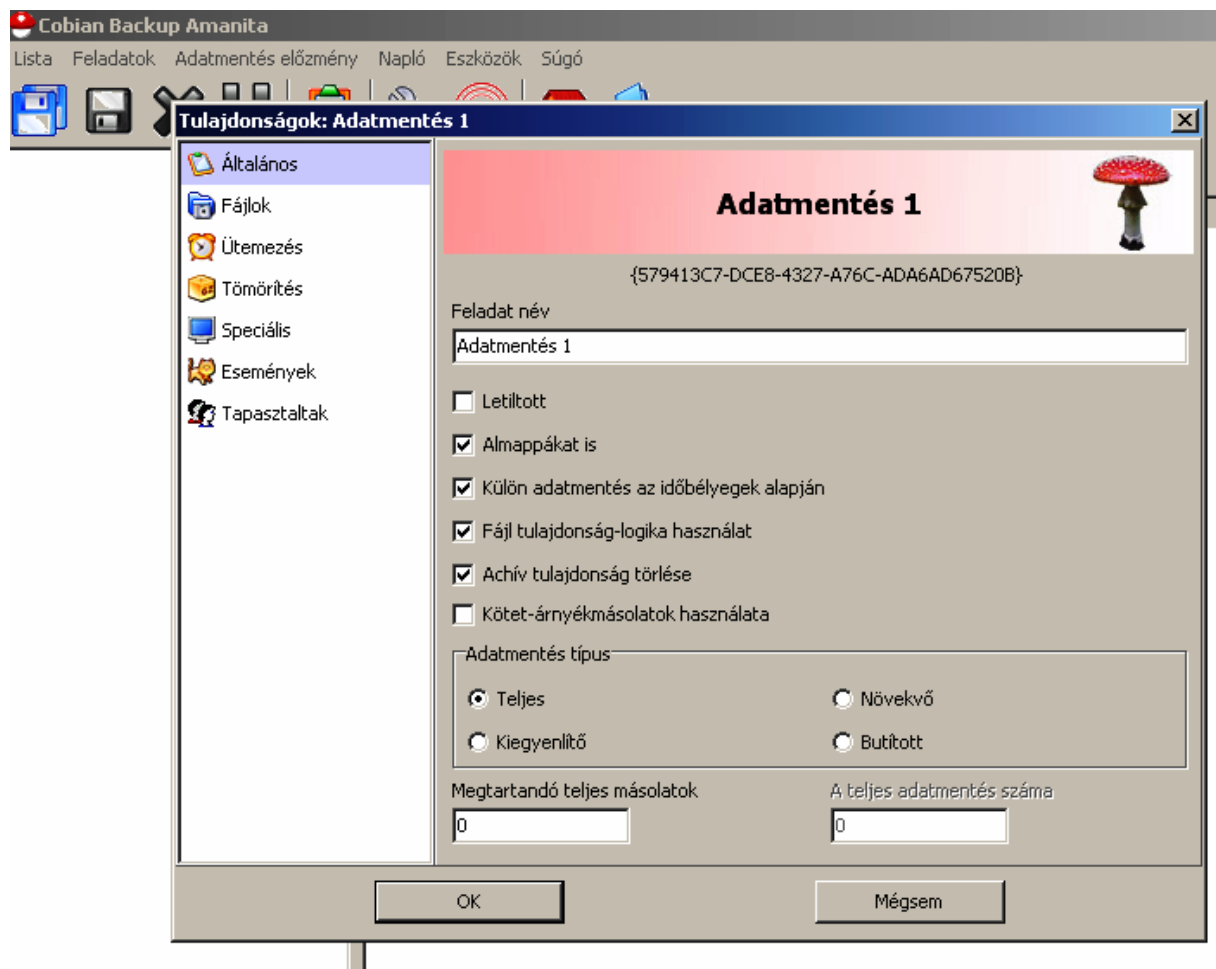 Cobian Backup Amanita
Lista Feladatok Adatmentés előzmény Napló Eszközök Súgó
Tulajdonságok: Adatmentés 1
Általános
Fájlok
Ütemezés
Tömörítés
Speciális
Események
Tapasztaltak
Adatmentés 1
{579413C7-DCE8-4327-A76C-ADA6AD67520B}
Feladat név
Adatmentés 1
Letiltott
Almappákat is
Külön adatmentés az időbélyegek alapján
Fájl tulajdonság-logika használat
Achív tulajdonság törlése
Kötet-árnyékmásolatok használata
Adatmentés típus
Teljes Növekvő
Kiegyenlítő Butított
Megtartandó teljes másolatok A teljes adatmentés száma
0 0
OK Mégsem